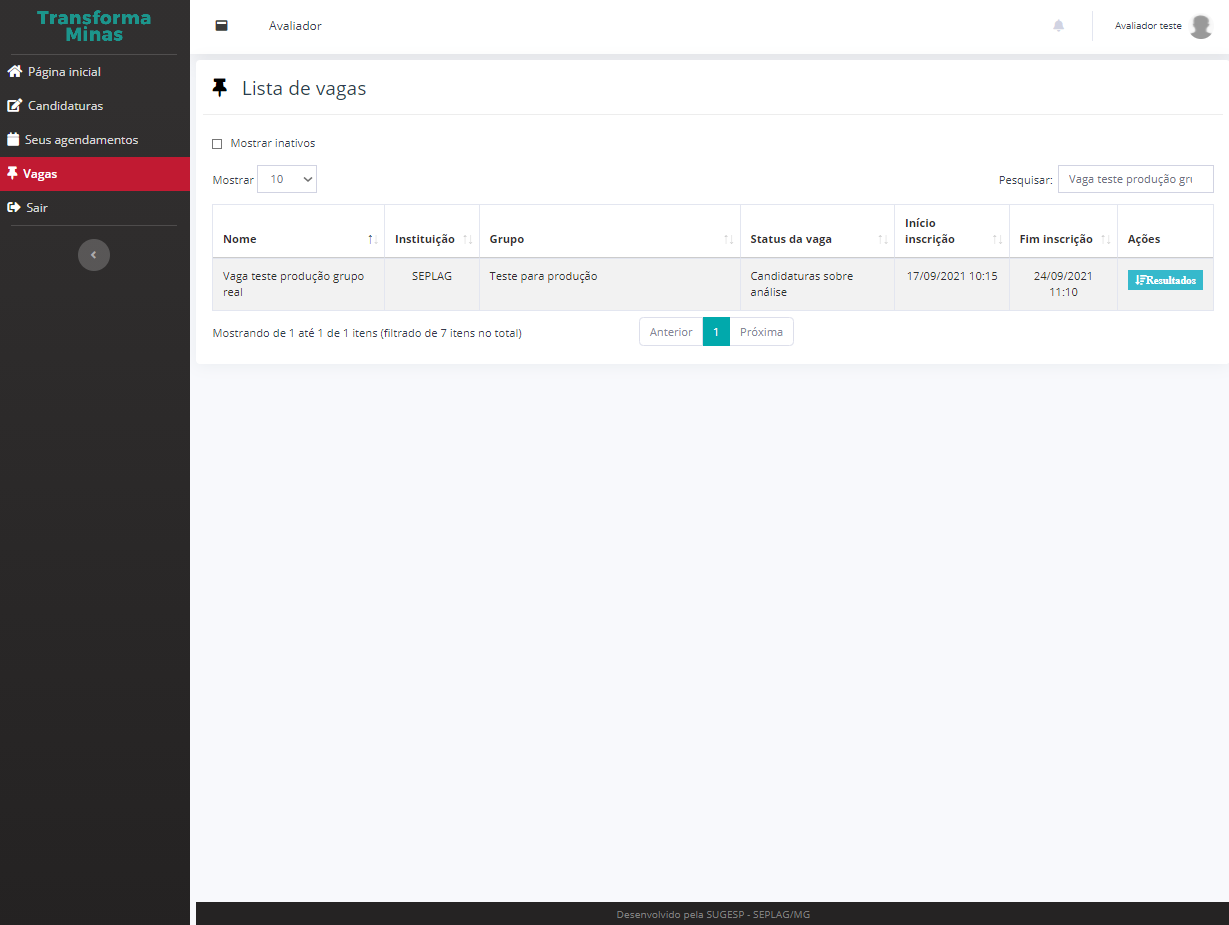 Transforma
Minas
Página inicial
Candidaturas
Seus agendamentos
Vagas
Sair
Avaliador
Avaliador teste
Lista de vagas
Mostrar inativos
Mostrar 10
Pesquisar: Vaga teste produção gru
Nome Instituição Grupo Status da vaga Início inscrição Fim inscrição Ações
Vaga teste produção grupo real SEPLAG Teste para produção Candidaturas sobre análise 17/09/2021 10:15 24/09/2021 11:10 Resultados
Mostrando de 1 até 1 de 1 itens (filtrado de 7 itens no total)
Anterior 1 Próxima
Desenvolvido pela SUGESP - SEPLAG/MG